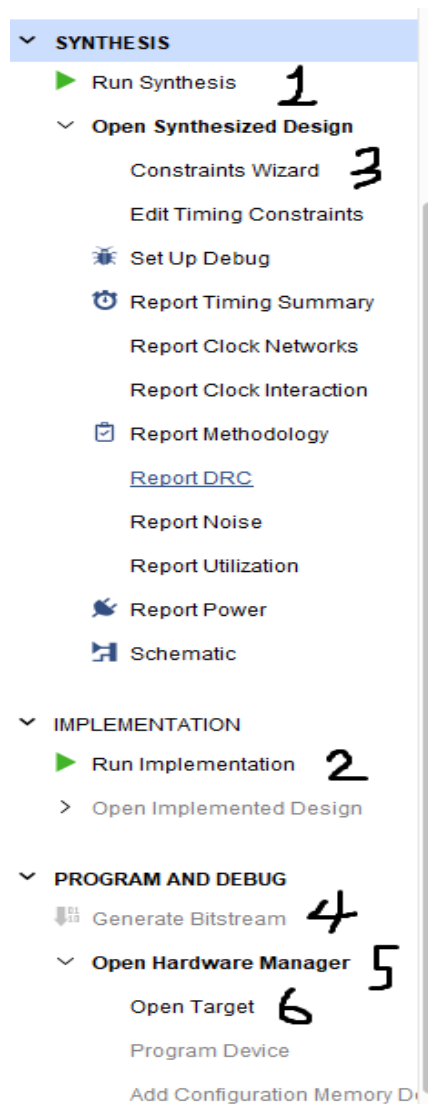 SYNTHESIS
Run Synthesis 1
Open Synthesized Design
Constraints Wizard 3
Edit Timing Constraints
Set Up Debug
Report Timing Summary
Report Clock Networks
Report Clock Interaction
Report Methodology
Report DRC
Report Noise
Report Utilization
Report Power
Schematic
IMPLEMENTATION
Run Implementation 2
Open Implemented Design
PROGRAM AND DEBUG
Generate Bitstream 4
Open Hardware Manager 5
Open Target 6
Program Device
Add Configuration Memory